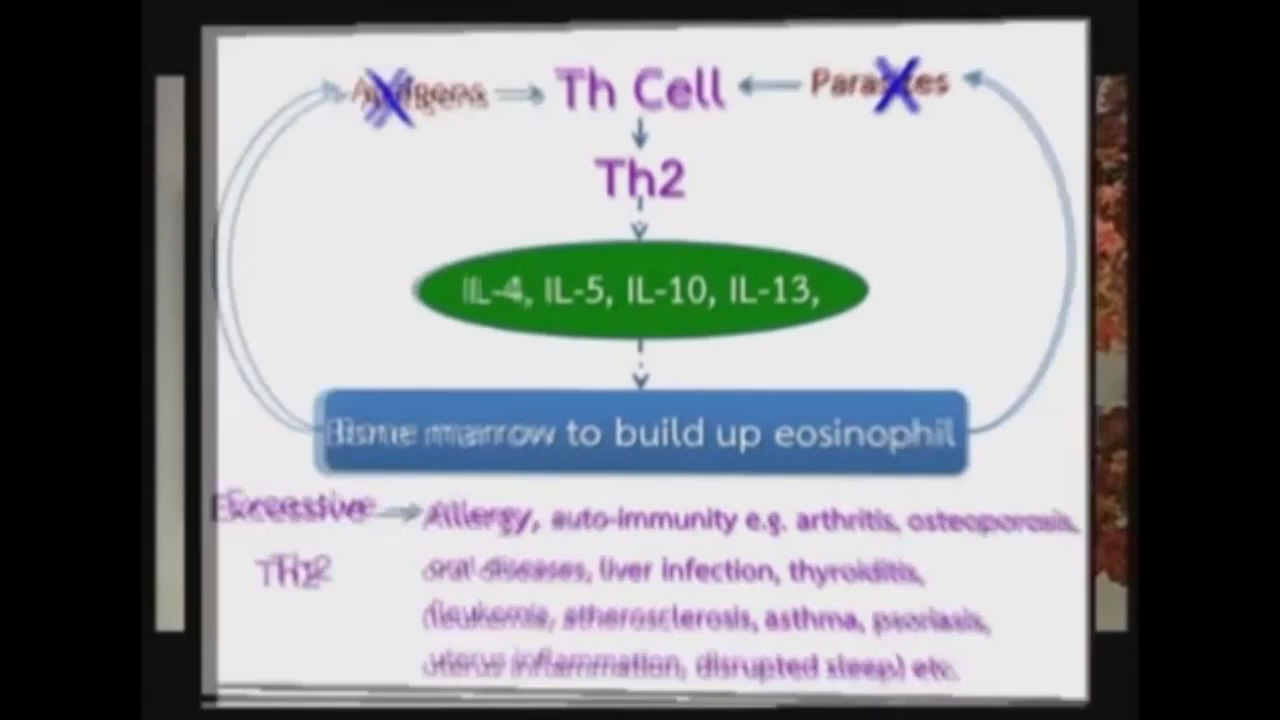 Antigens Th Cell Parasites
Th2
IL-4, IL-5, IL-10, IL-13,
Bone marrow to build up eosinophil
Excessive Allergy, auto-immunity e.g. arthritis, osteoporosis,
Th2 oral diseases, liver infection, thyroiditis,
(leukemia, atherosclerosis, asthma, psoriasis,
uterus inflammation, disrupted sleep) etc.